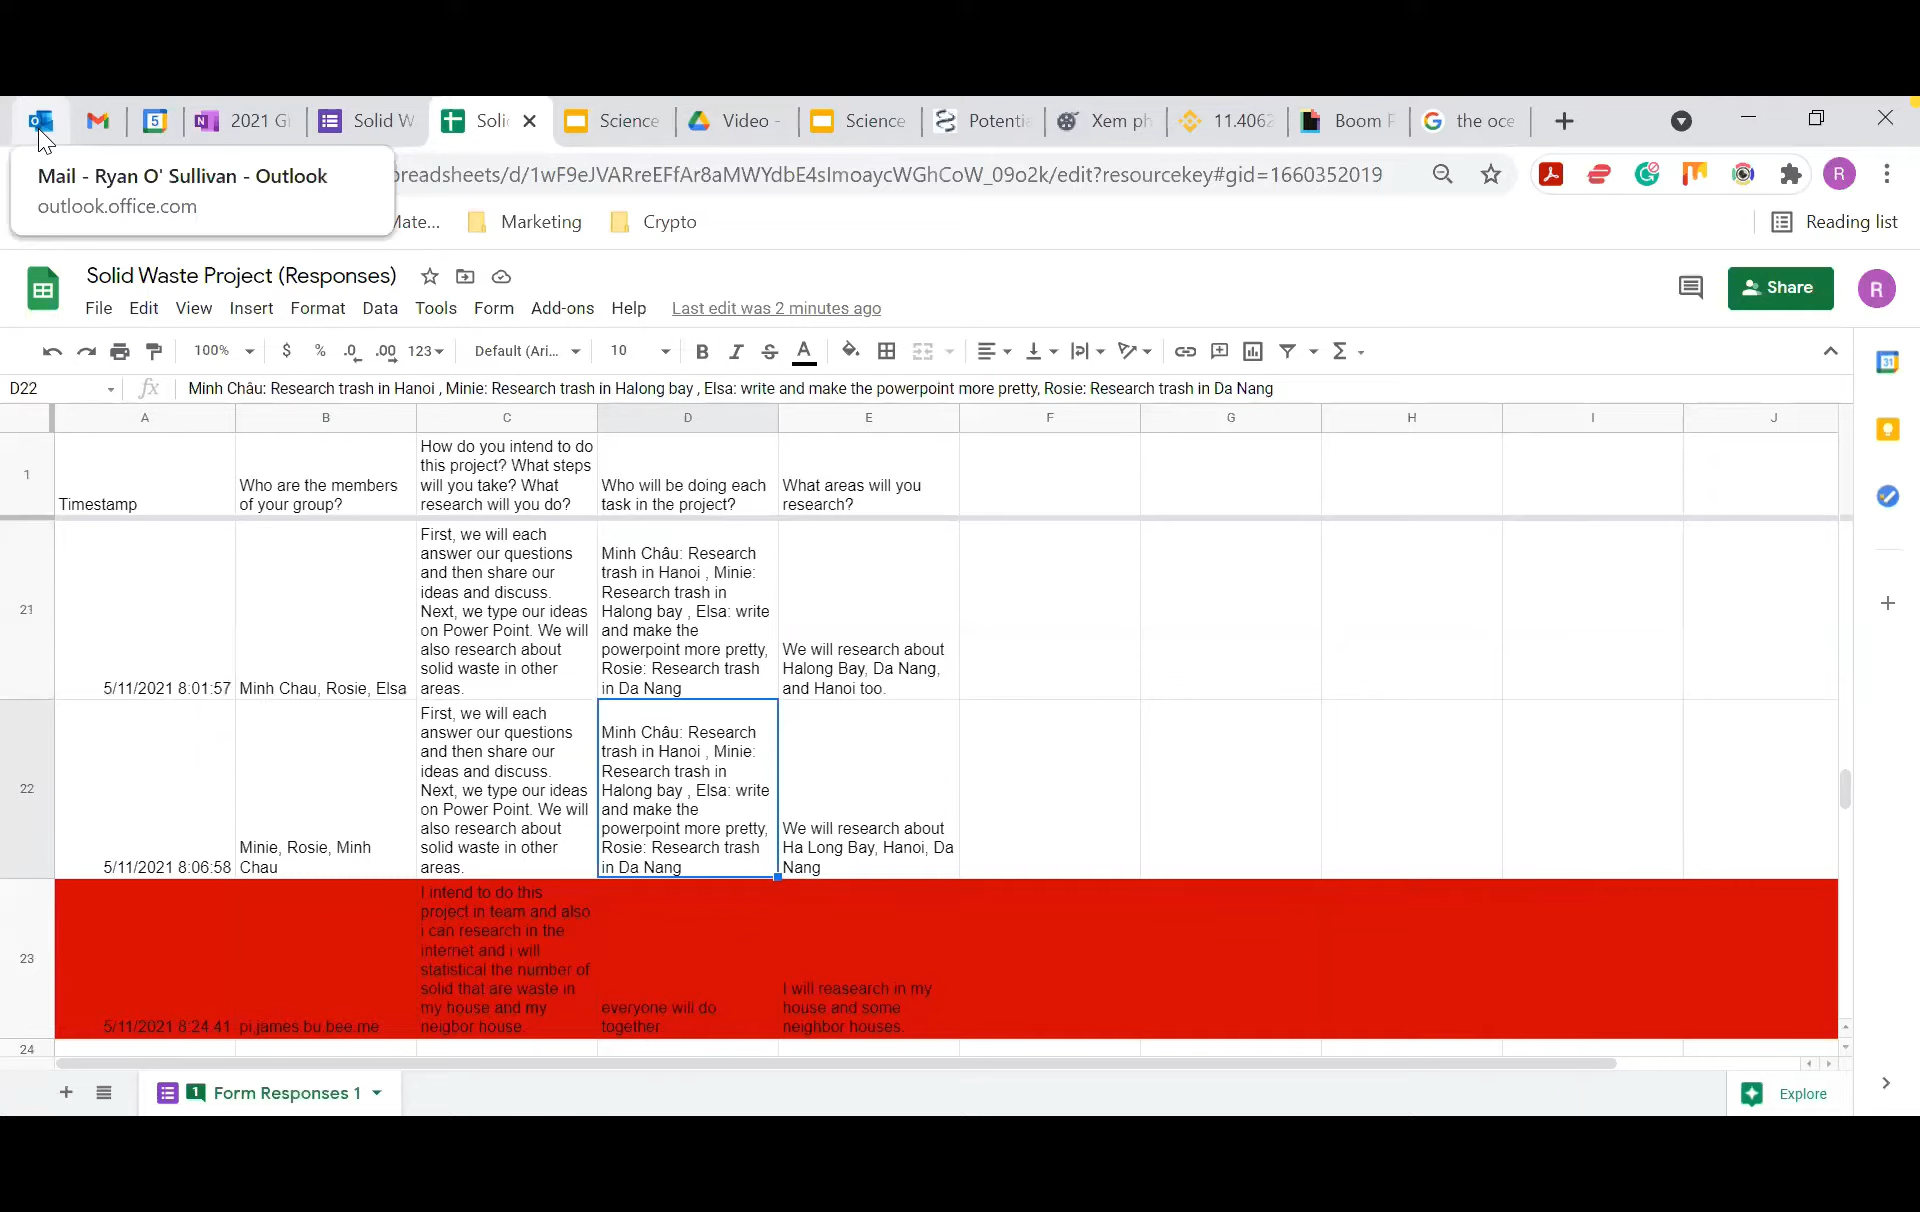 2021 Gi
Solid W
Soli
Science
Video -
Science
Potentia
Xem ph
11.4062
Boom R
the oce
Mail - Ryan O' Sullivan - Outlook
outlook.office.com
preadsheets/d/1wF9eJVARreEFfAr8aMWYdbE4sImoaycWGhCoW_09o2k/edit?resourcekey#gid=1660352019
R
Mate...
Marketing
Crypto
Reading list
Solid Waste Project (Responses)
Share
R
File Edit View Insert Format Data Tools Form Add-ons Help Last edit was 2 minutes ago
100% $ % .0 .00 123 Default (Ari... 10 B I S A
D22 fx Minh Châu: Research trash in Hanoi , Minie: Research trash in Halong bay , Elsa: write and make the powerpoint more pretty, Rosie: Research trash in Da Nang
A B C D E F G H I J
1
Timestamp
Who are the members
of your group?
How do you intend to do
this project? What steps
will you take? What
research will you do?
Who will be doing each
task in the project?
What areas will you
research?
21
5/11/2021 8:01:57
Minh Chau, Rosie, Elsa
First, we will each
answer our questions
and then share our
ideas and discuss.
Next, we type our ideas
on Power Point. We will
also research about
solid waste in other
areas.
Minh Châu: Research
trash in Hanoi , Minie:
Research trash in
Halong bay , Elsa: write
and make the
powerpoint more pretty,
Rosie: Research trash
in Da Nang
We will research about
Halong Bay, Da Nang,
and Hanoi too.
22
5/11/2021 8:06:58
Minie, Rosie, Minh
Chau
First, we will each
answer our questions
and then share our
ideas and discuss.
Next, we type our ideas
on Power Point. We will
also research about
solid waste in other
areas.
Minh Châu: Research
trash in Hanoi , Minie:
Research trash in
Halong bay , Elsa: write
and make the
powerpoint more pretty,
Rosie: Research trash
in Da Nang
We will research about
Ha Long Bay, Hanoi, Da
Nang
23
5/11/2021 8:24:41
pi,james bu.bee.me
I intend to do this
project in team and also
i can research in the
internet and i will
statistical the number of
solid that are waste in
my house and my
neigbor house.
everyone will do
together
I will reasearch in my
house and some
neighbor houses.
24
1 Form Responses 1
Explore